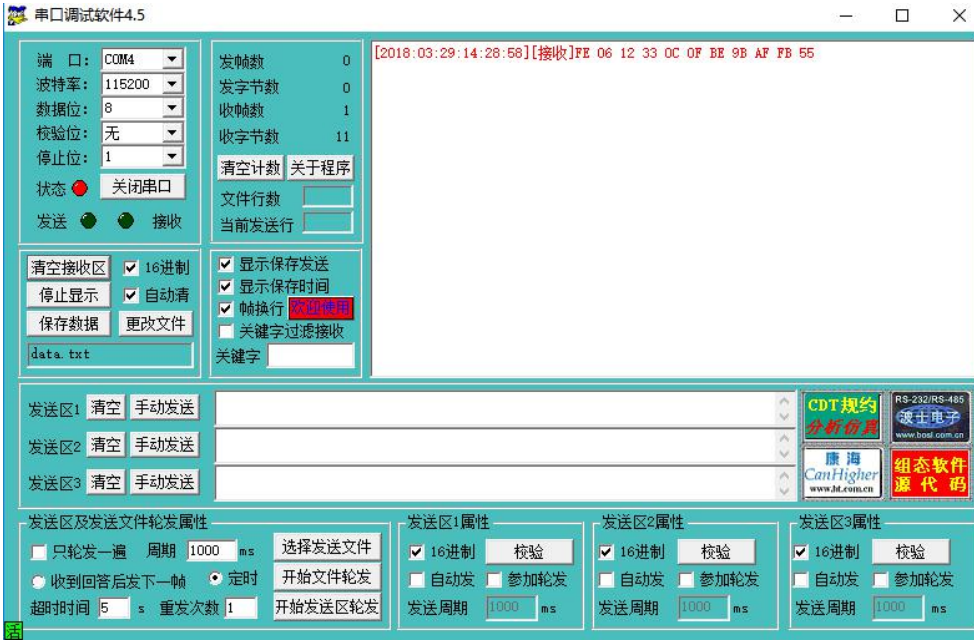 串口调试软件4.5
端 口: COM4
波特率: 115200
数据位: 8
校验位: 无
停止位: 1
状态 关闭串口
发送 接收
发帧数 0
发字节数 0
收帧数 1
收字节数 11
清空计数 关于程序
文件行数
当前发送行
[2018:03:29:14:28:58][接收]FE 06 12 33 0C 0F BE 9B AF FB 55
清空接收区 16进制
停止显示 自动清
保存数据 更改文件
data.txt
显示保存发送
显示保存时间
帧换行 欢迎使用
关键字过滤接收
关键字
发送区1 清空 手动发送
发送区2 清空 手动发送
发送区3 清空 手动发送
CDT规约
分析仿真
RS-232/RS-485
波士电子
www.bosi.com.cn
康海
CanHigher
www.ht.com.cn
组态软件
源代码
发送区及发送文件轮发属性
只轮发一遍 周期 1000 ms 选择发送文件
收到回答后发下一帧 定时 开始文件轮发
超时时间 5 s 重发次数 1 开始发送区轮发
发送区1属性
16进制 校验
自动发 参加轮发
发送周期 1000 ms
发送区2属性
16进制 校验
自动发 参加轮发
发送周期 1000 ms
发送区3属性
16进制 校验
自动发 参加轮发
发送周期 1000 ms
活